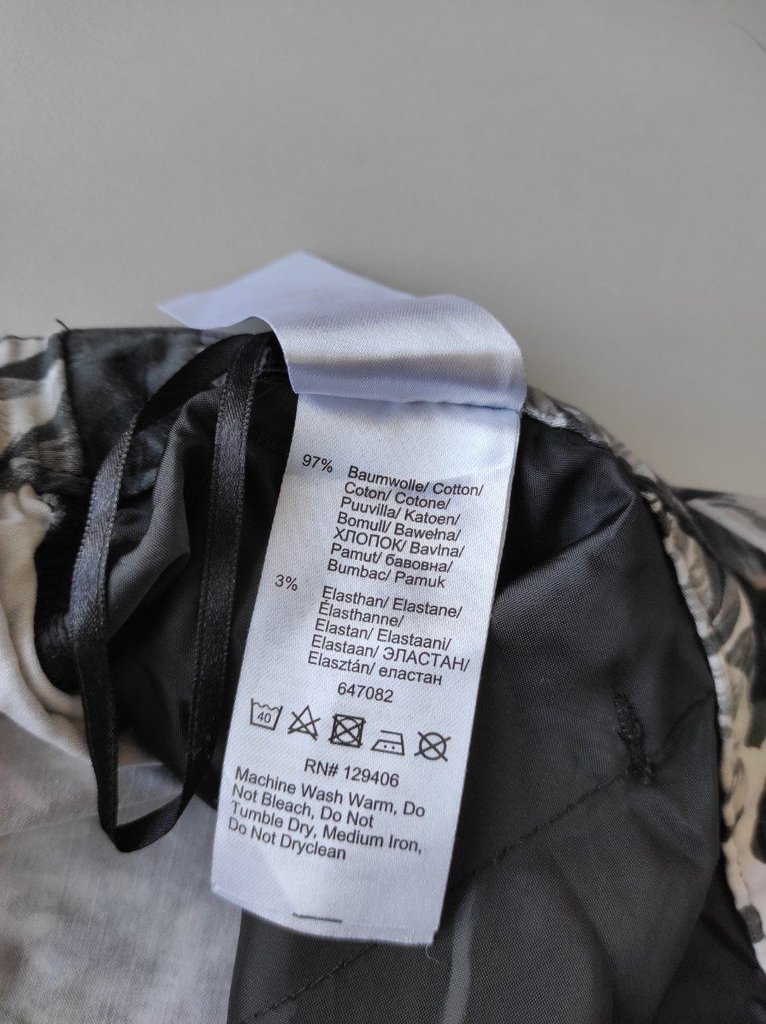 97% Baumwolle/ Cotton/
Coton/ Cotone/
Puuvilla/ Katoen/
Bomull/ Bawełna/
ХЛОПОК/ Bavlna/
Pamut/ бавовна/
Bumbac/ Pamuk
3% Elasthan/ Elastane/
Élasthanne/
Elastan/ Elastaani/
Elastaan/ ЭЛАСТАН/
Elasztán/ еластан
647082
40
RN# 129406
Machine Wash Warm, Do
Not Bleach, Do Not
Tumble Dry, Medium Iron,
Do Not Dryclean